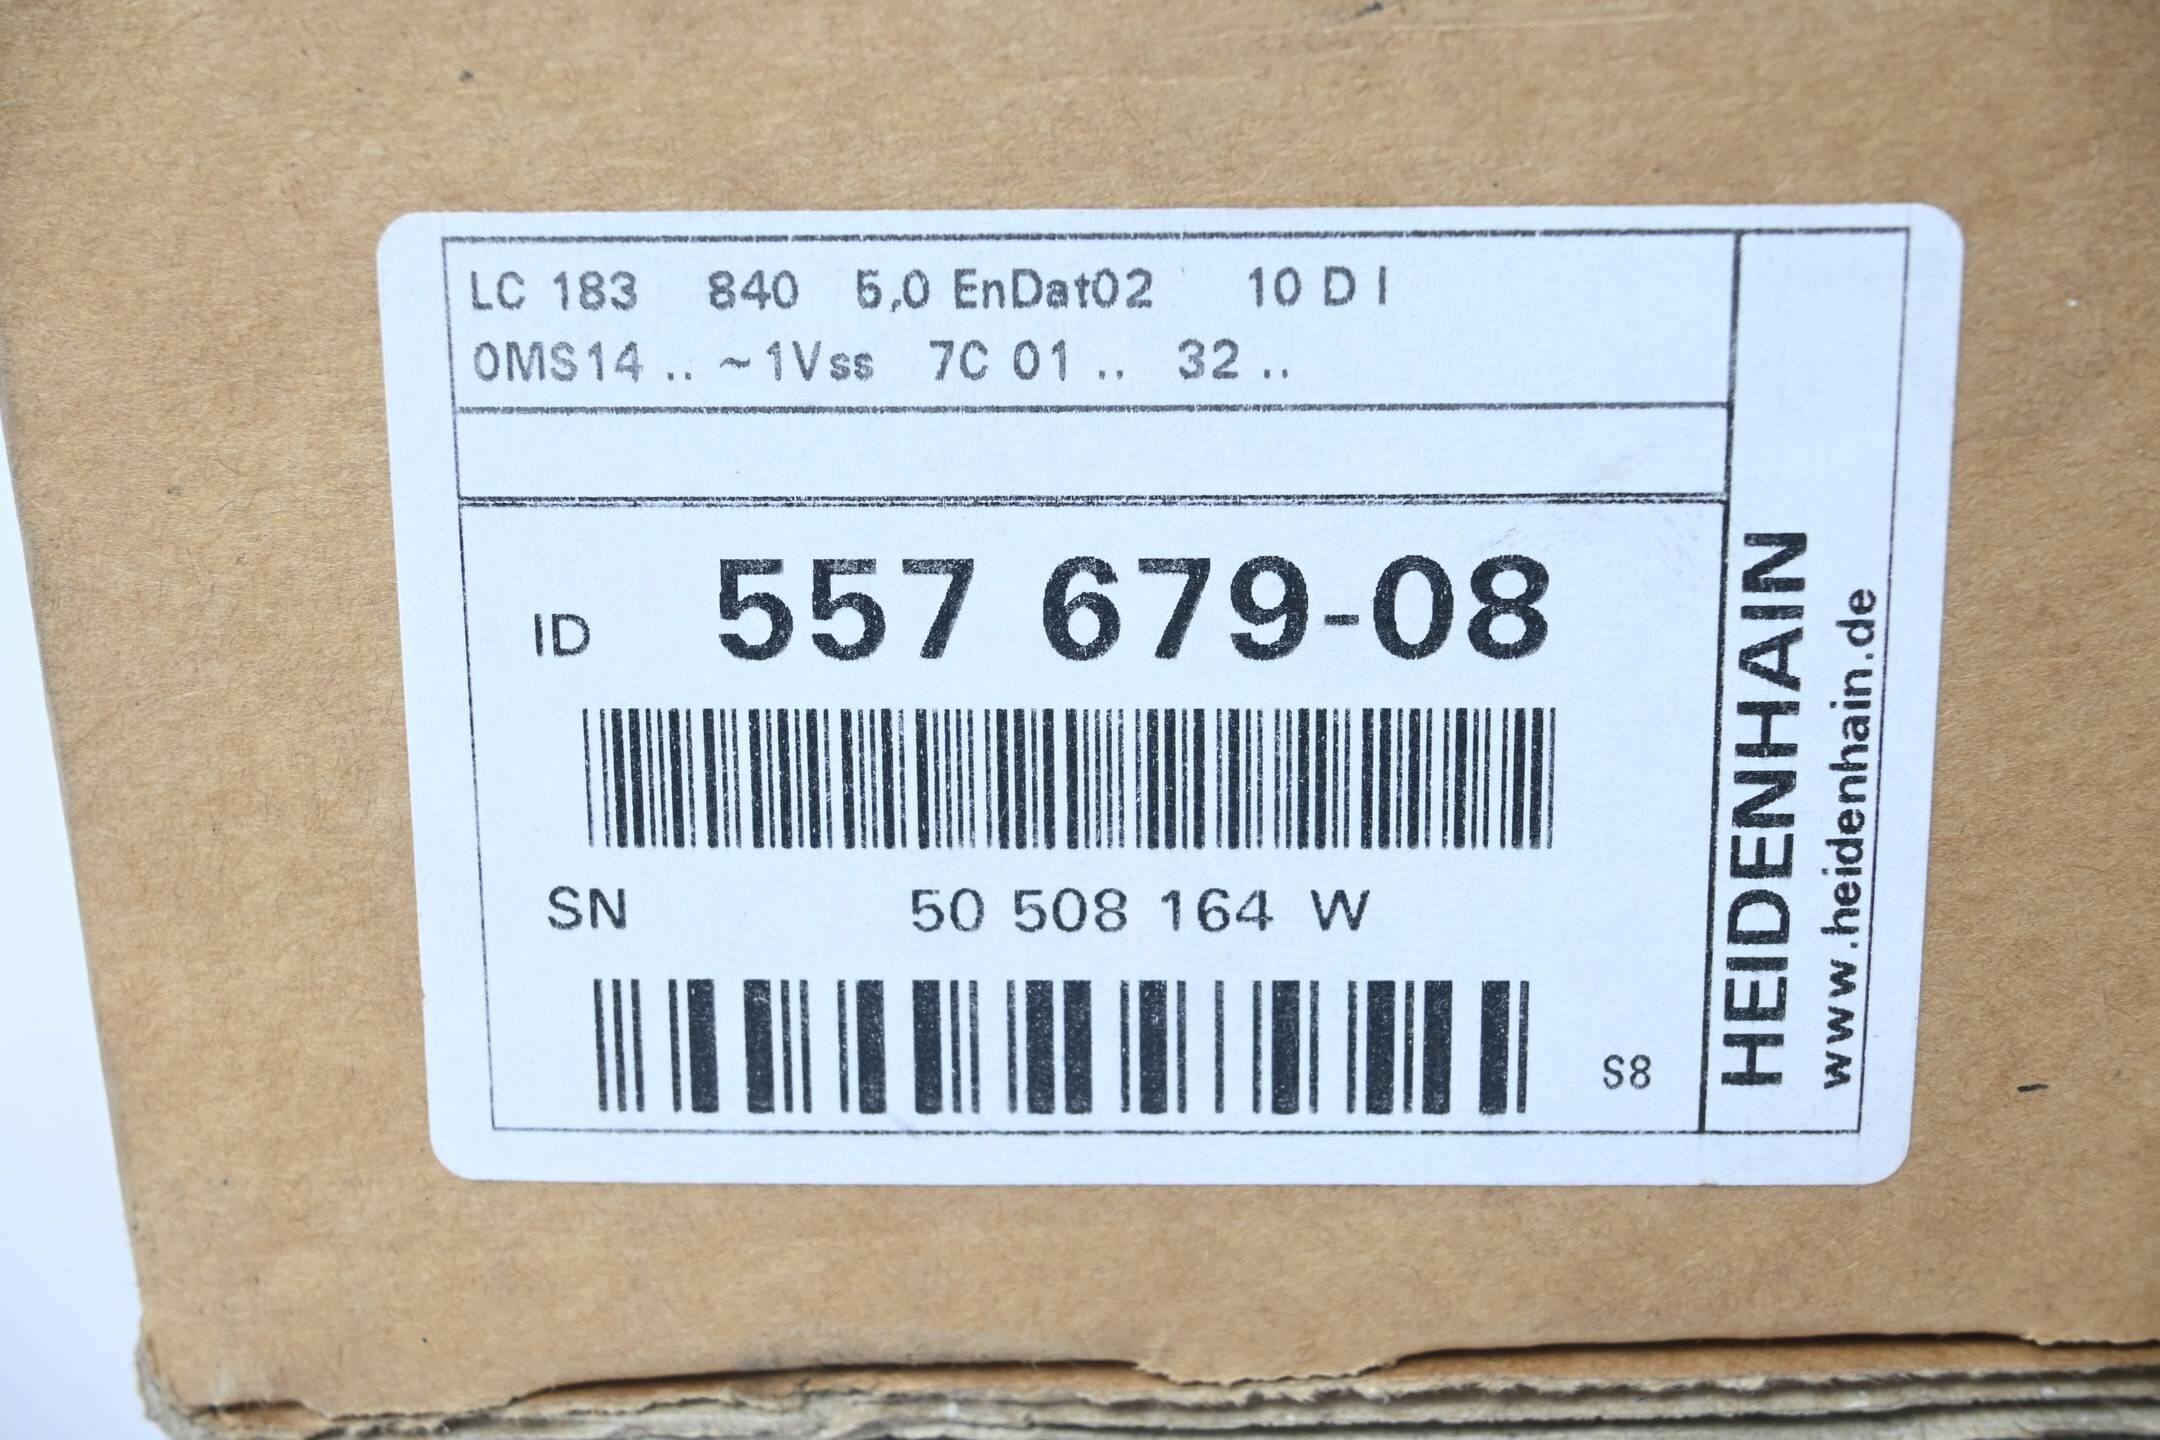 LC 183 840 5,0 EnDat02 10 D I
0MS14 .. ~1Vss 7C 01 .. 32 ..
ID 557 679-08
SN 50 508 164 W
S8
HEIDENHAIN
www.heidenhain.de